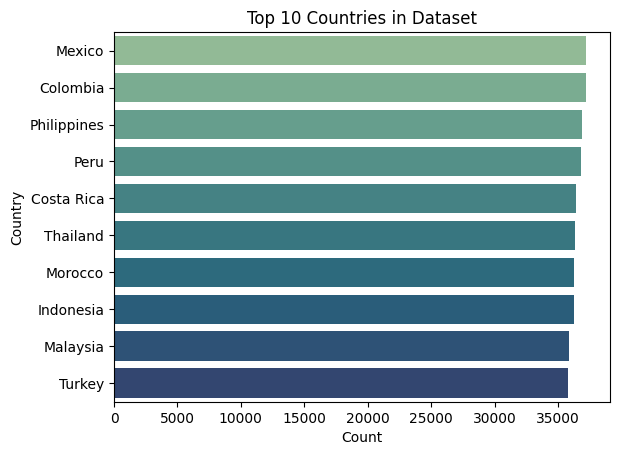 Top 10 Countries in Dataset
Mexico
Colombia
Philippines
Peru
Costa Rica
Thailand
Morocco
Indonesia
Malaysia
Turkey
Country
0 5000 10000 15000 20000 25000 30000 35000
Count